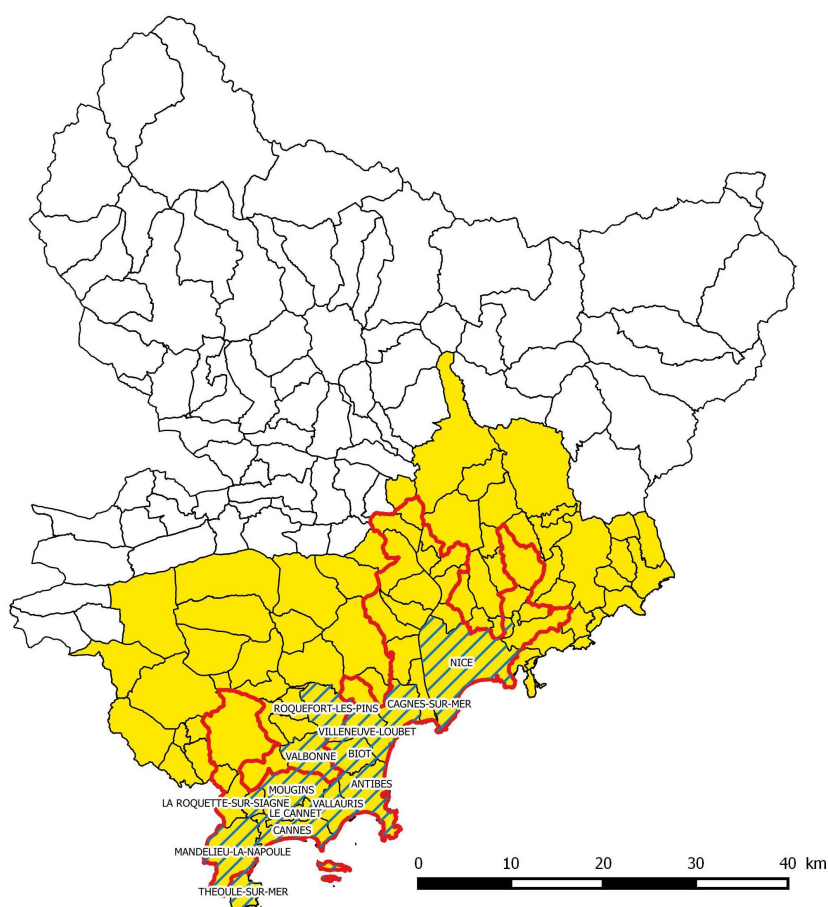 NICE
ROQUEFORT-LES-PINS
CAGNES-SUR-MER
VILLENEUVE-LOUBET
VALBONNE
BIOT
ANTIBES
MOUGINS
LA ROQUETTE-SUR-SIAGNE
VALLAURIS
LE CANNET
CANNES
MANDELIEU-LA-NAPOULE
THEOULE-SUR-MER
0 10 20 30 40 km